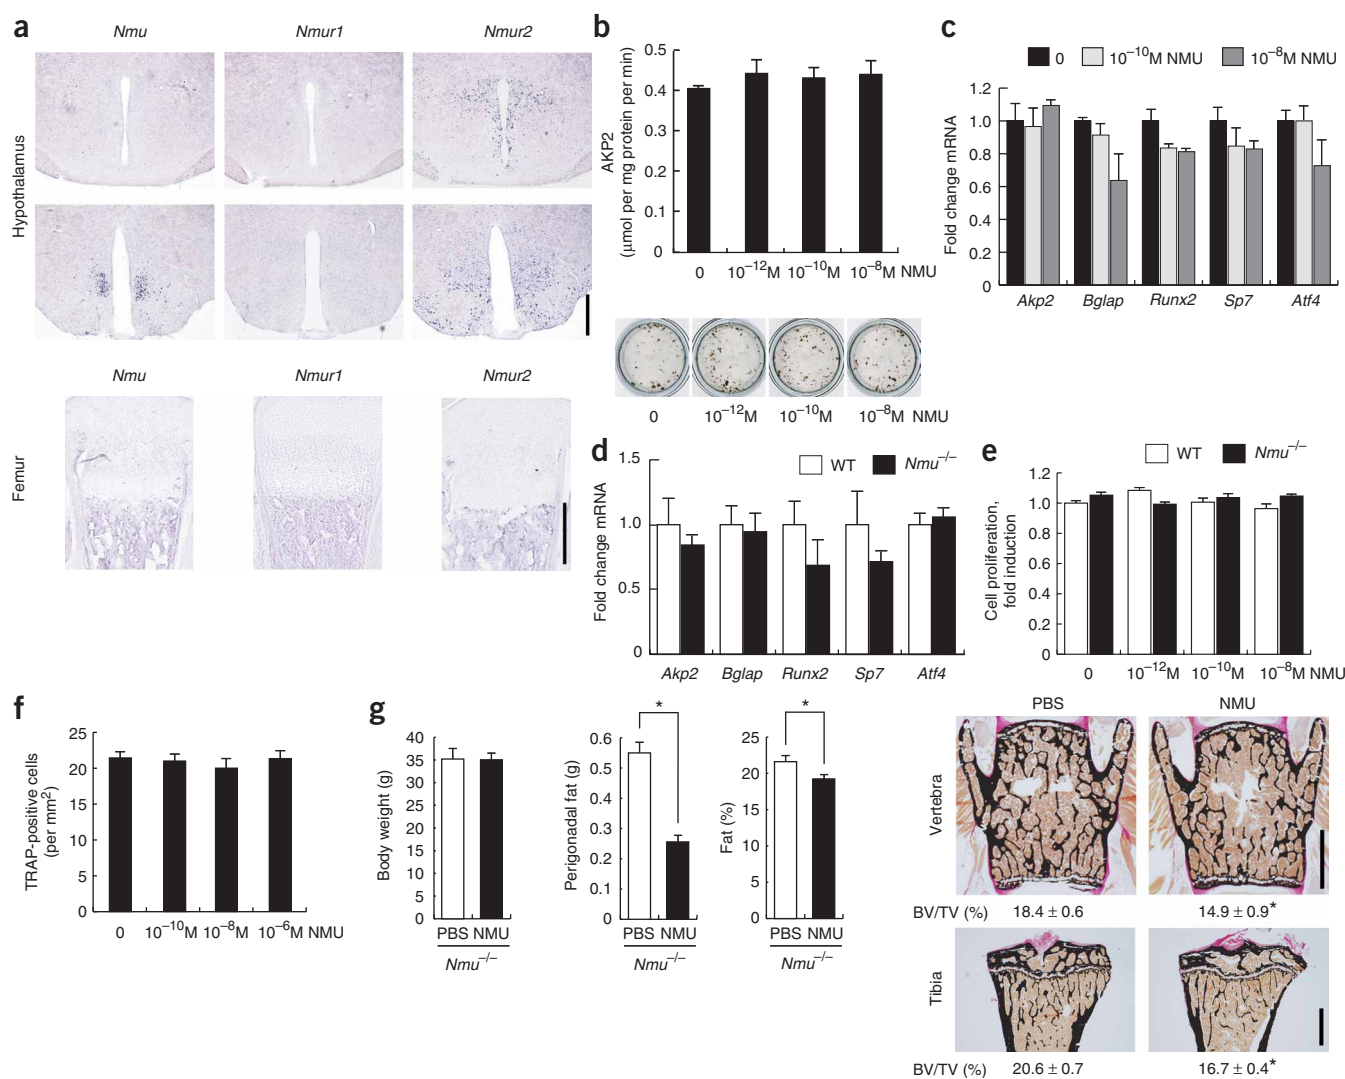 a
Nmu Nmur1 Nmur2
Hypothalamus
Nmu Nmur1 Nmur2
Femur
b
0.5
0.4
0.3
0.2
0.1
0
AKP2
(μmol per mg protein per min)
0 10⁻¹²M 10⁻¹⁰M 10⁻⁸M NMU
0 10⁻¹²M 10⁻¹⁰M 10⁻⁸M NMU
c
0 10⁻¹⁰M NMU 10⁻⁸M NMU
1.2
1.0
0.8
0.6
0.4
0.2
0
Fold change mRNA
Akp2 Bglap Runx2 Sp7 Atf4
d
WT Nmu⁻/⁻
1.5
1.0
0.5
0
Fold change mRNA
Akp2 Bglap Runx2 Sp7 Atf4
e
WT Nmu⁻/⁻
1.2
1.0
0.8
0.6
0.4
0.2
0
Cell proliferation,
fold induction
0 10⁻¹²M 10⁻¹⁰M 10⁻⁸M NMU
f
25
20
15
10
5
0
TRAP-positive cells
(per mm²)
0 10⁻¹⁰M 10⁻⁸M 10⁻⁶M NMU
g
40
35
30
25
20
15
10
5
0
Body weight (g)
PBS NMU
Nmu⁻/⁻
*
0.6
0.5
0.4
0.3
0.2
0.1
0
Perigonadal fat (g)
PBS NMU
Nmu⁻/⁻
*
25
20
15
10
5
0
Fat (%)
PBS NMU
Nmu⁻/⁻
PBS NMU
Vertebra
BV/TV (%) 18.4 ± 0.6 14.9 ± 0.9*
Tibia
BV/TV (%) 20.6 ± 0.7 16.7 ± 0.4*